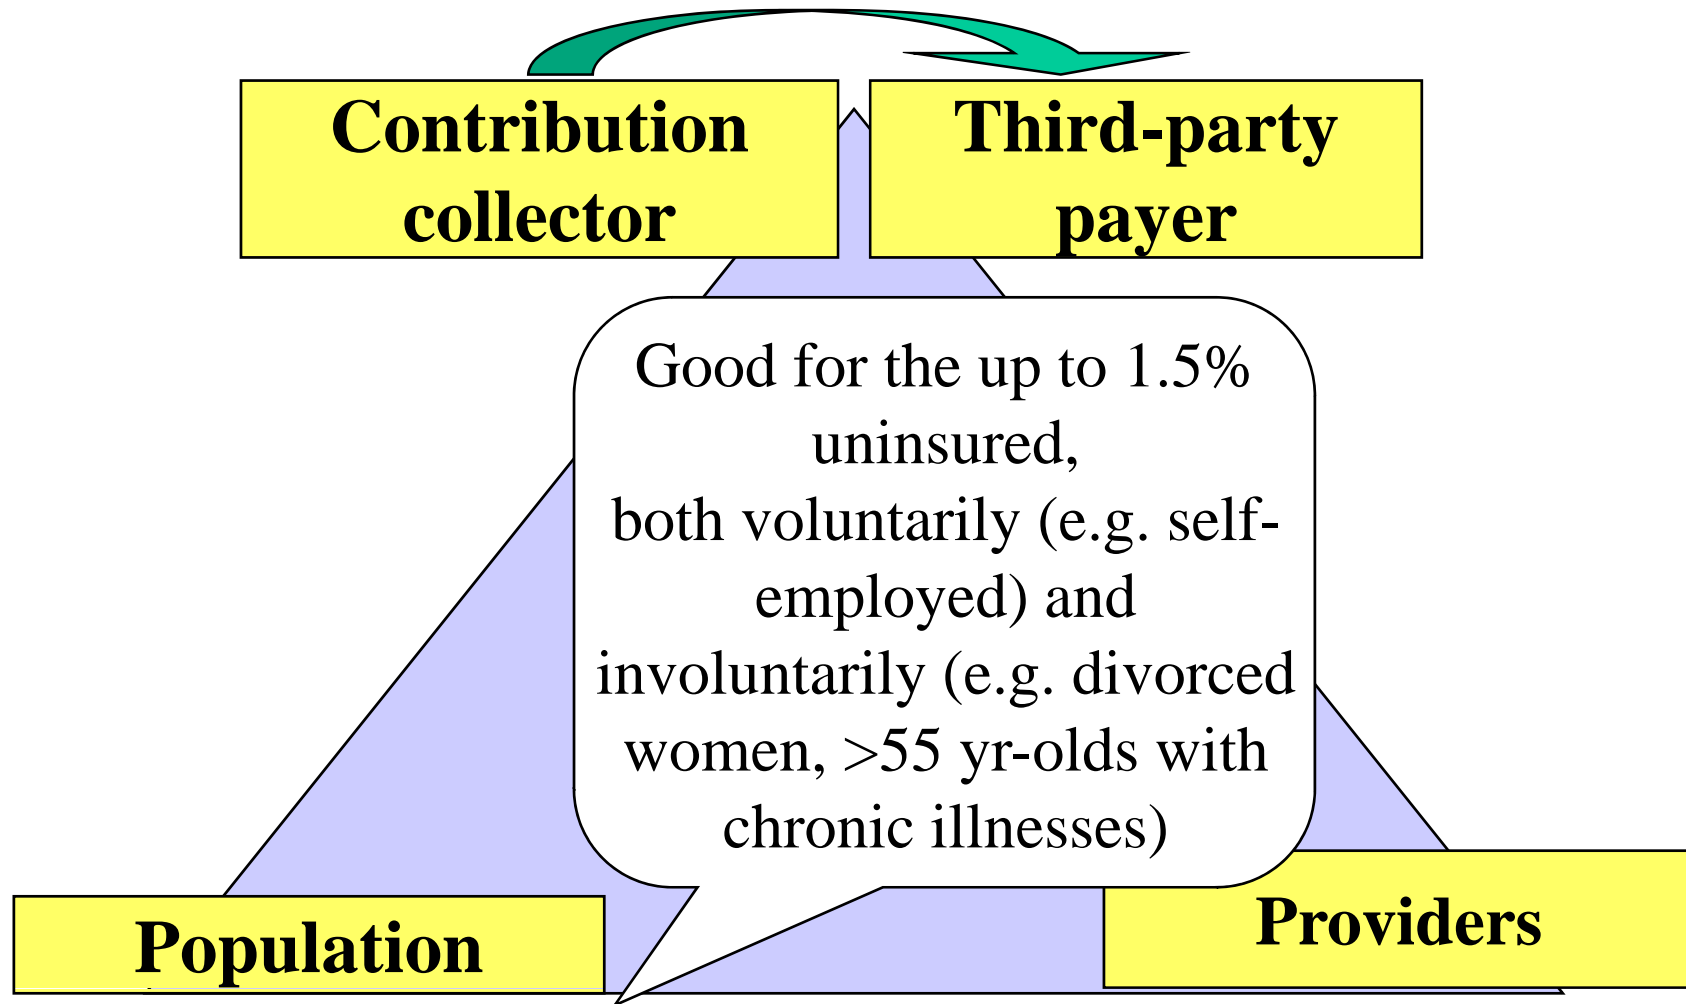 Contribution
collector
Third-party
payer
Good for the up to 1.5%
uninsured,
both voluntarily (e.g. self-
employed) and
involuntarily (e.g. divorced
women, >55 yr-olds with
chronic illnesses)
Population
Providers